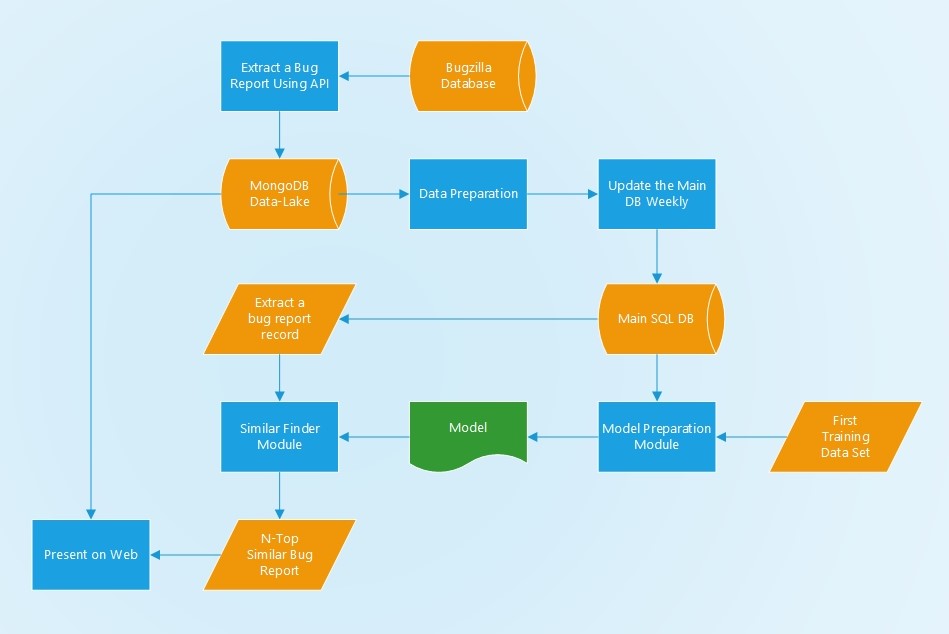 Extract a Bug
Report Using API
Bugzilla
Database
MongoDB
Data-Lake
Data Preparation
Update the Main
DB Weekly
Extract a
bug report
record
Main SQL DB
Similar Finder
Module
Model
Model Preparation
Module
First
Training
Data Set
Present on Web
N-Top
Similar Bug
Report